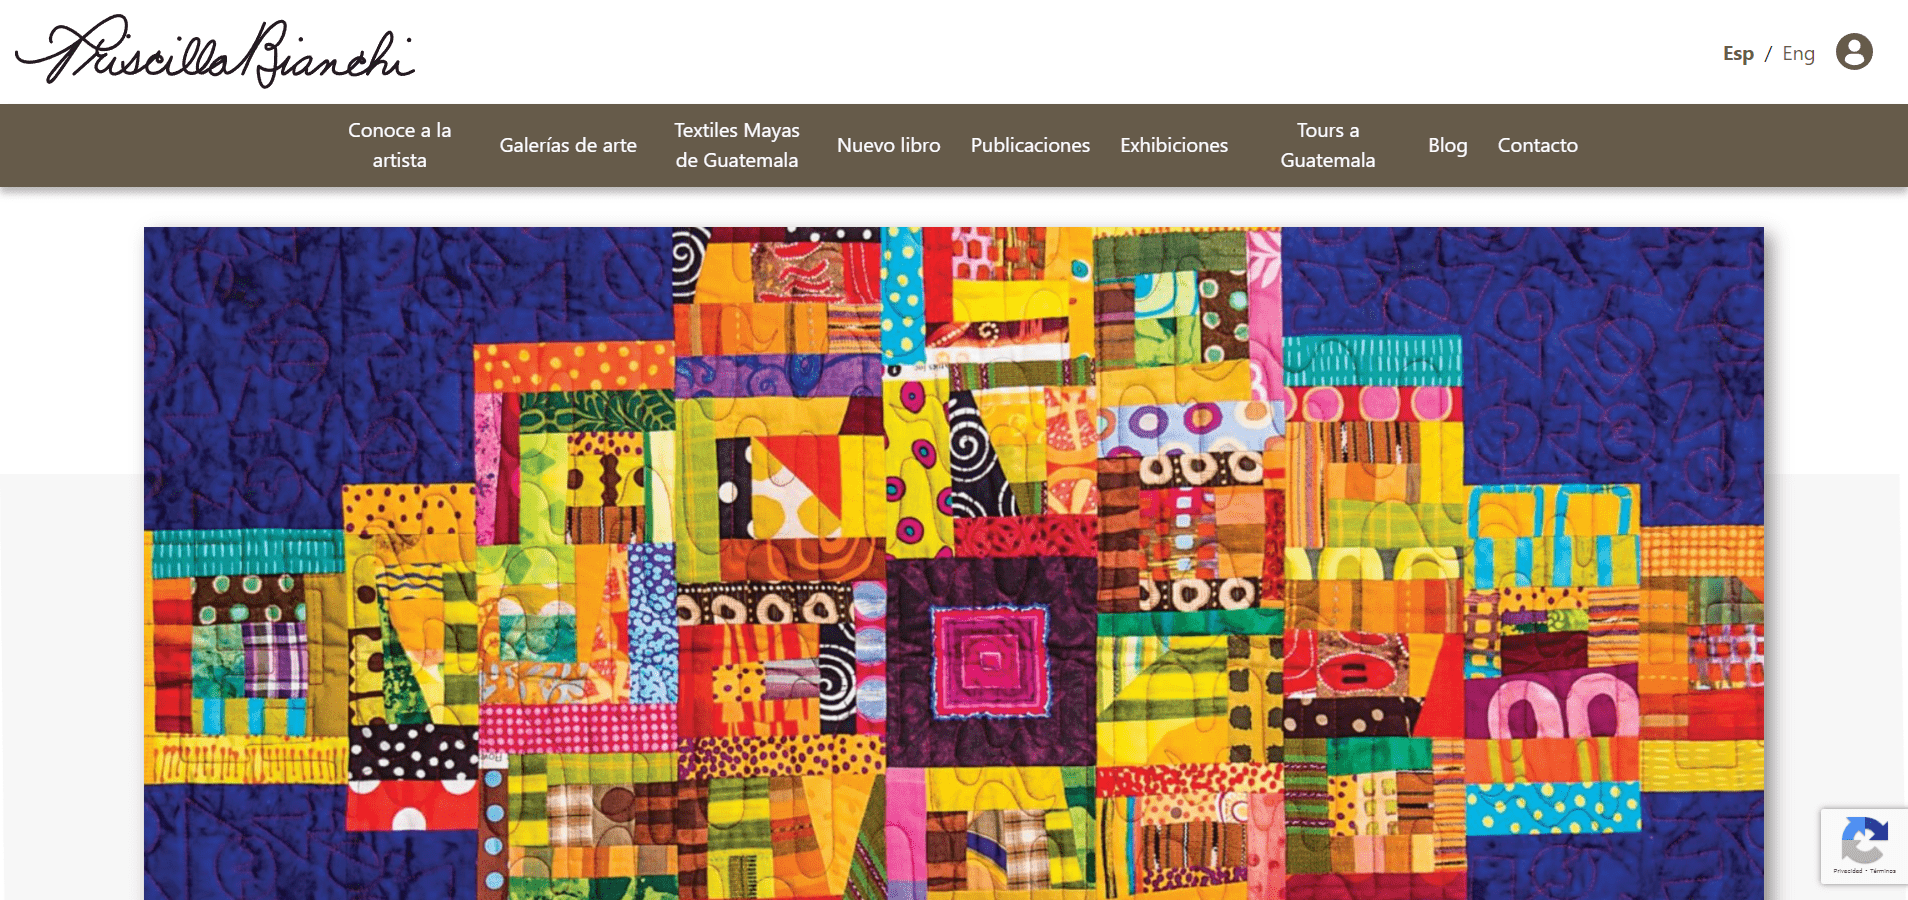 Priscilla Bianchi
Esp / Eng
Conoce a la
artista
Galerías de arte
Textiles Mayas
de Guatemala
Nuevo libro
Publicaciones
Exhibiciones
Tours a
Guatemala
Blog
Contacto
Privacidad • Términos